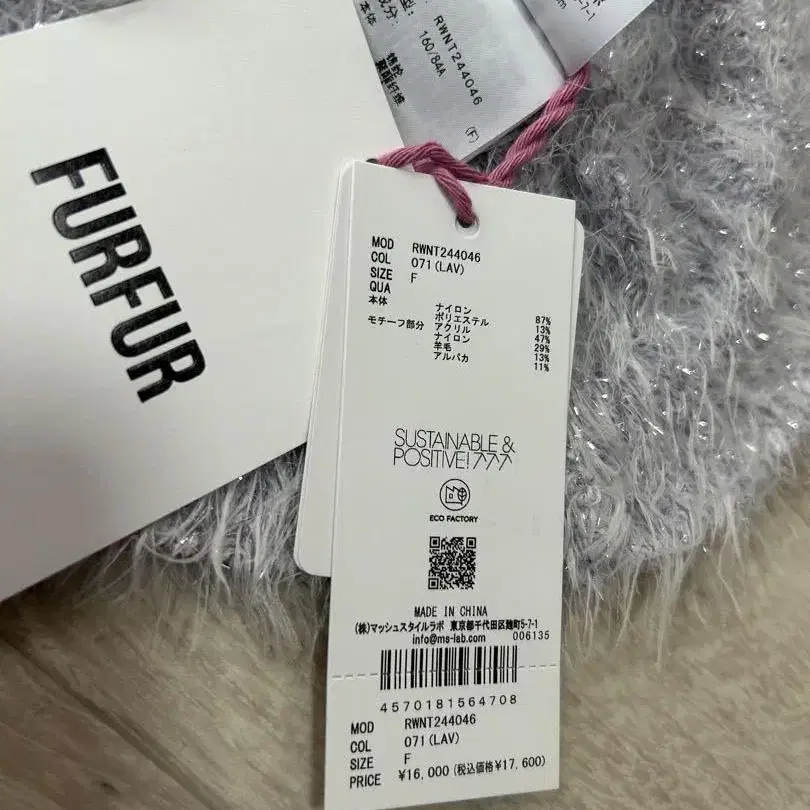 FURFUR
本体
RWNT244046
160/84A
(F)
MOD RWNT244046
COL 071(LAV)
SIZE F
QUA
本体 ナイロン 87%
ポリエステル 13%
モチーフ部分 アクリル 47%
ナイロン 29%
羊毛 13%
アルパカ 11%
SUSTAINABLE &
POSITIVE!
ECO FACTORY
MADE IN CHINA
(株)マッシュスタイルラボ 東京都千代田区麹町5-7-1
info@ms-lab.com 006135
4570181564708
MOD RWNT244046
COL 071(LAV)
SIZE F
PRICE ¥16,000(税込価格¥17,600)